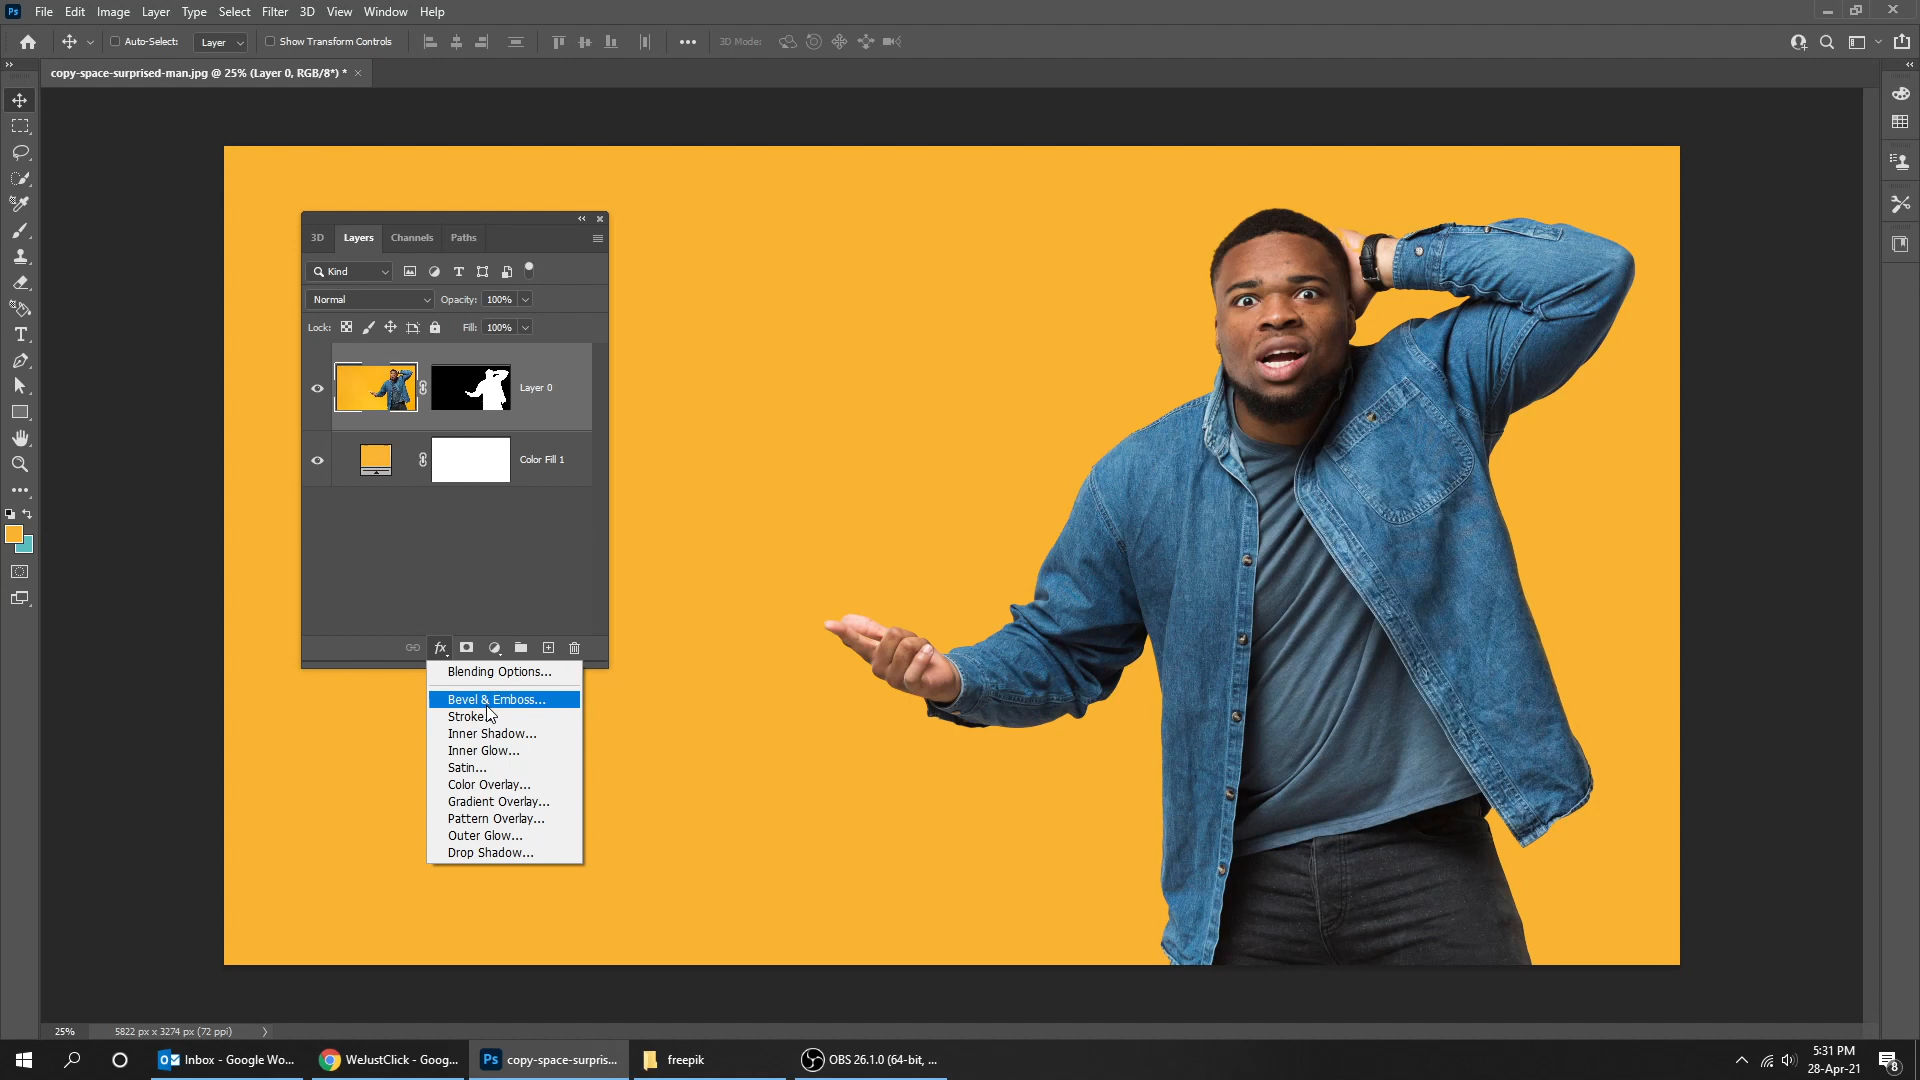 Ps File Edit Image Layer Type Select Filter 3D View Window Help
Auto-Select: Layer Show Transform Controls 3D Mode:
copy-space-surprised-man.jpg @ 25% (Layer 0, RGB/8*) *
3D Layers Channels Paths
Kind
Normal Opacity: 100%
Lock: Fill: 100%
Layer 0
Color Fill 1
fx
Blending Options...
Bevel & Emboss...
Stroke
Inner Shadow...
Inner Glow...
Satin...
Color Overlay...
Gradient Overlay...
Pattern Overlay...
Outer Glow...
Drop Shadow...
25% 5822 px x 3274 px (72 ppi)
Inbox - Google Wo... WeJustClick - Goog... Ps copy-space-surpris... freepik OBS 26.1.0 (64-bit, ...
5:31 PM
28-Apr-21
8